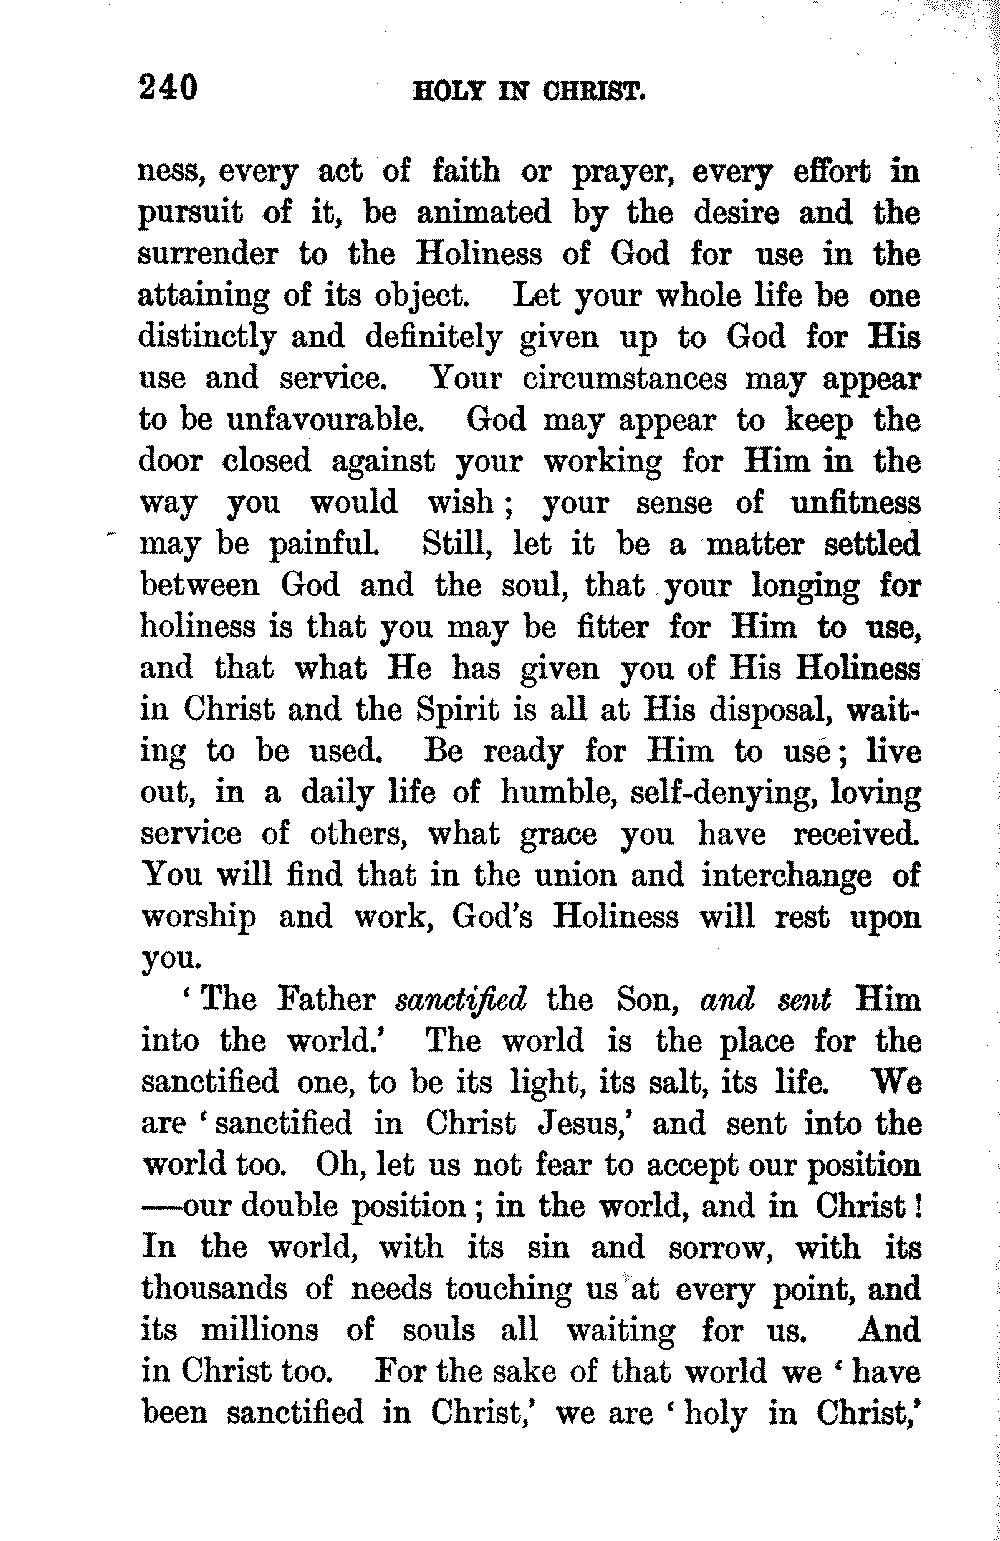 240 HOLY IN CHRIST.
ness, every act of faith or prayer, every effort in
pursuit of it, be animated by the desire and the
surrender to the Holiness of God for use in the
attaining of its object. Let your whole life be one
distinctly and definitely given up to God for His
use and service. Your circumstances may appear
to be unfavourable. God may appear to keep the
door closed against your working for Him in the
way you would wish; your sense of unfitness
may be painful. Still, let it be a matter settled
between God and the soul, that your longing for
holiness is that you may be fitter for Him to use,
and that what He has given you of His Holiness
in Christ and the Spirit is all at His disposal, wait-
ing to be used. Be ready for Him to use; live
out, in a daily life of humble, self-denying, loving
service of others, what grace you have received.
You will find that in the union and interchange of
worship and work, God's Holiness will rest upon
you.
‘The Father sanctified the Son, and sent Him
into the world.’ The world is the place for the
sanctified one, to be its light, its salt, its life. We
are ‘sanctified in Christ Jesus,’ and sent into the
world too. Oh, let us not fear to accept our position
—our double position; in the world, and in Christ!
In the world, with its sin and sorrow, with its
thousands of needs touching us at every point, and
its millions of souls all waiting for us. And
in Christ too. For the sake of that world we ‘have
been sanctified in Christ,’ we are ‘holy in Christ,’